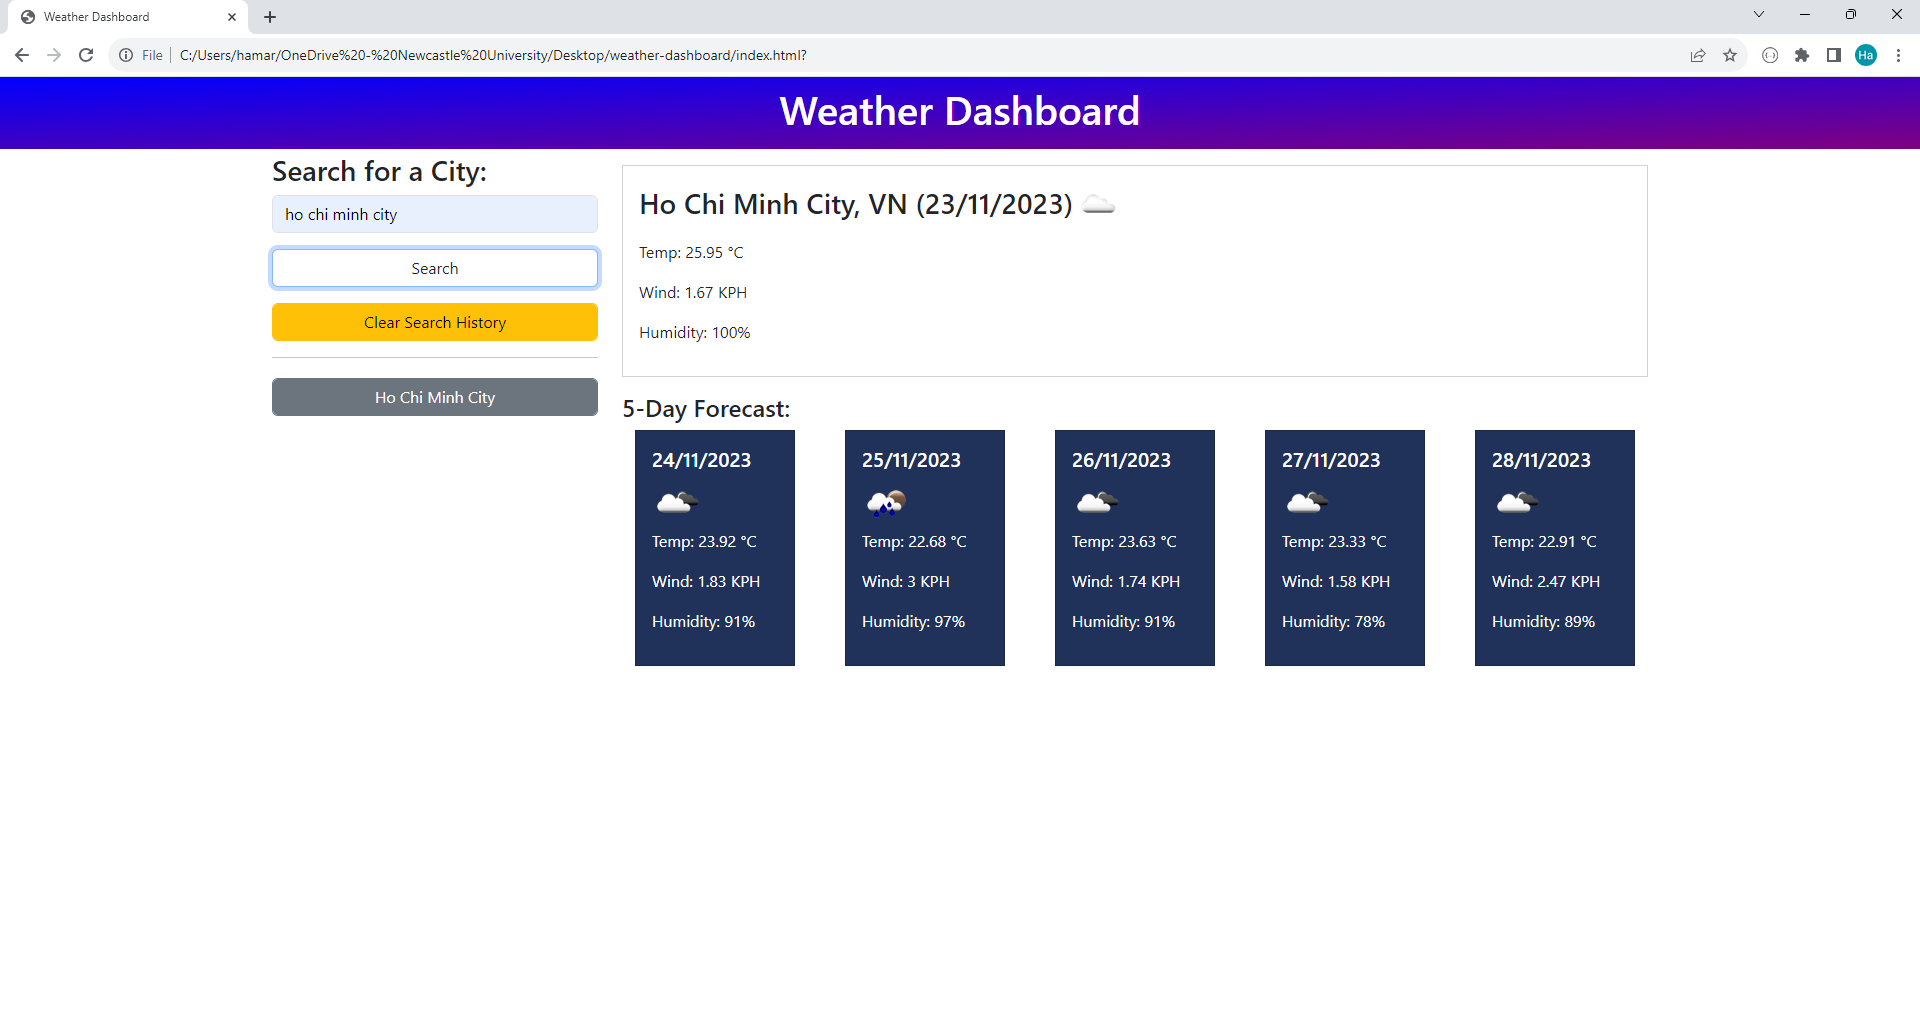 Weather Dashboard
File
C:/Users/hamar/OneDrive%20-%20Newcastle%20University/Desktop/weather-dashboard/index.html?
Ha
Weather Dashboard
Search for a City:
ho chi minh city
Search
Clear Search History
Ho Chi Minh City
Ho Chi Minh City, VN (23/11/2023)
Temp: 25.95 °C
Wind: 1.67 KPH
Humidity: 100%
5-Day Forecast:
24/11/2023
Temp: 23.92 °C
Wind: 1.83 KPH
Humidity: 91%
25/11/2023
Temp: 22.68 °C
Wind: 3 KPH
Humidity: 97%
26/11/2023
Temp: 23.63 °C
Wind: 1.74 KPH
Humidity: 91%
27/11/2023
Temp: 23.33 °C
Wind: 1.58 KPH
Humidity: 78%
28/11/2023
Temp: 22.91 °C
Wind: 2.47 KPH
Humidity: 89%